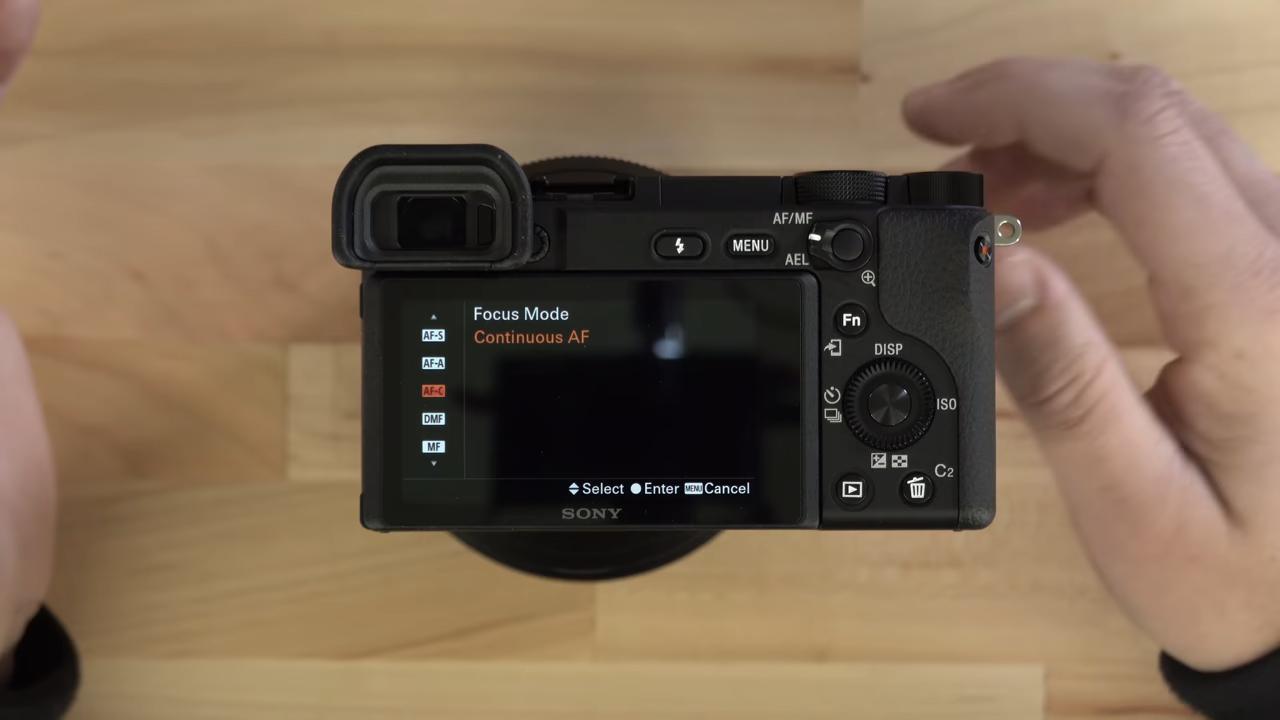 AF/MF
MENU
AEL
Fn
DISP
ISO
C2
Focus Mode
Continuous AF
AF-S
AF-A
AF-C
DMF
MF
Select Enter MENU Cancel
SONY